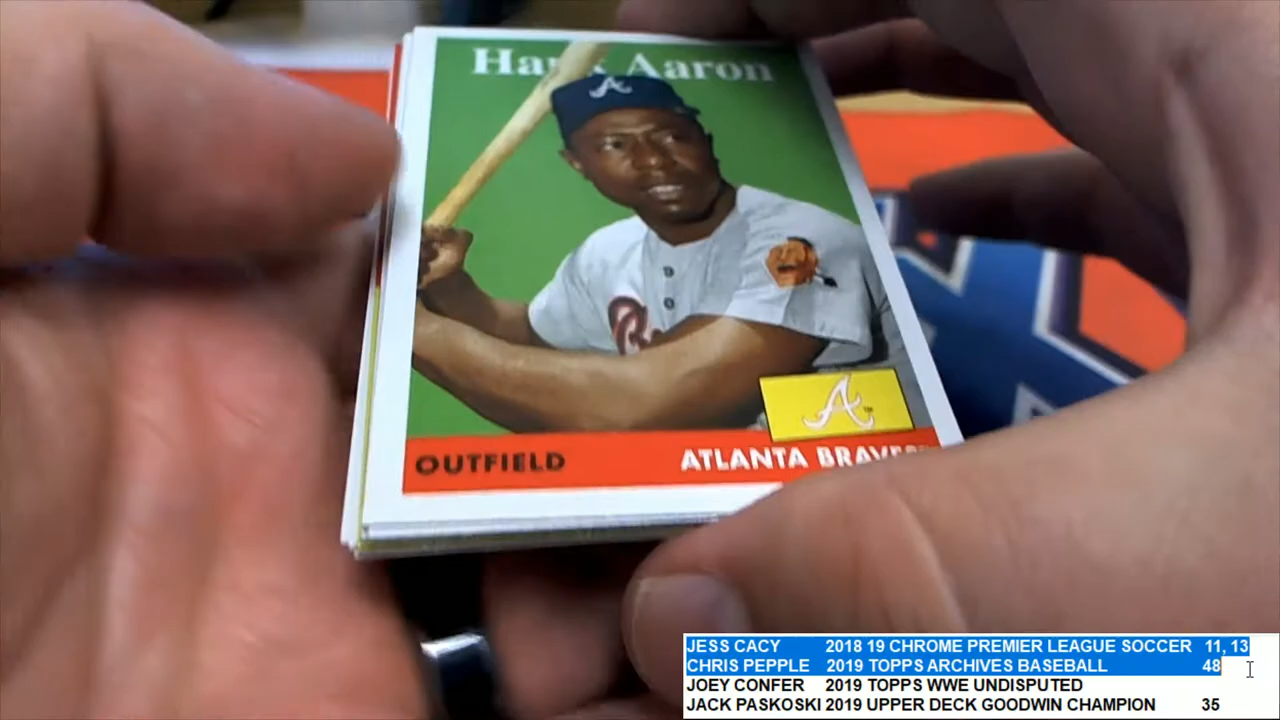 Hank Aaron
A
A
OUTFIELD
ATLANTA BRAVES
JESS CACY 2018 19 CHROME PREMIER LEAGUE SOCCER 11, 13
CHRIS PEPPLE 2019 TOPPS ARCHIVES BASEBALL 48
JOEY CONFER 2019 TOPPS WWE UNDISPUTED
JACK PASKOSKI 2019 UPPER DECK GOODWIN CHAMPION 35